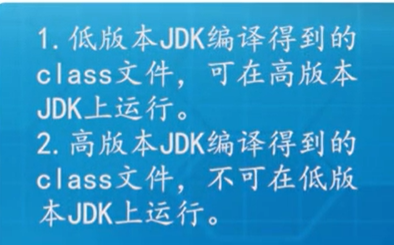 1.低版本JDK编译得到的
class文件，可在高版本
JDK上运行。
2.高版本JDK编译得到的
class文件，不可在低版
本JDK上运行。